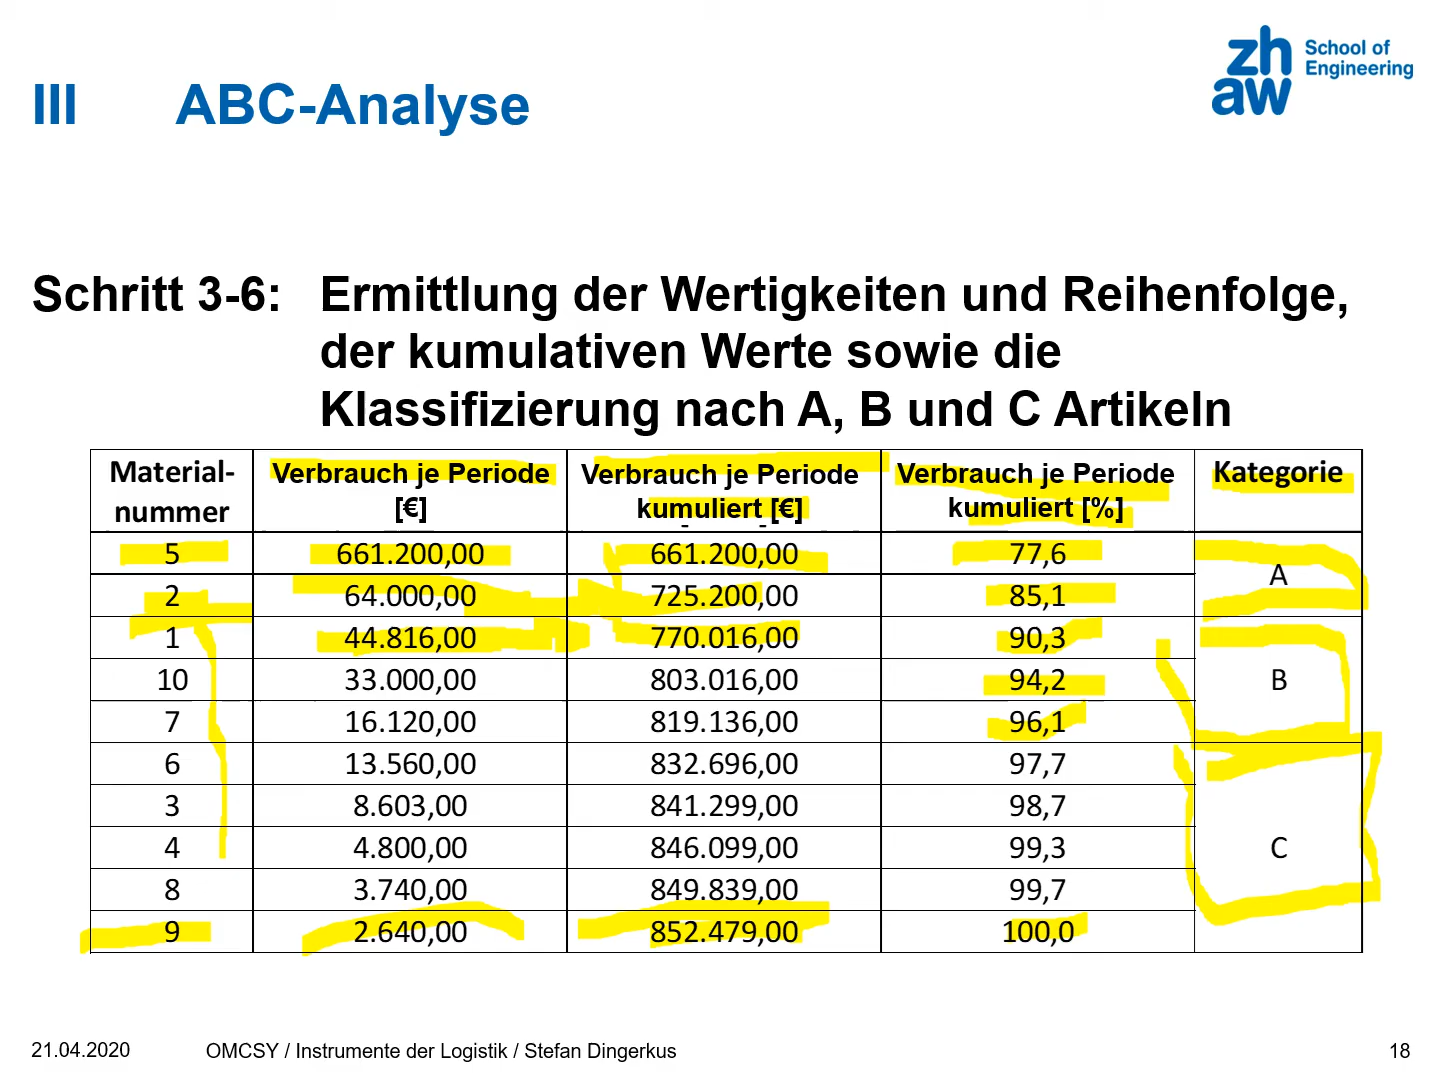 zh
aw
School of
Engineering
III ABC-Analyse
Schritt 3-6: Ermittlung der Wertigkeiten und Reihenfolge,
der kumulativen Werte sowie die
Klassifizierung nach A, B und C Artikeln
Material- Verbrauch je Periode Verbrauch je Periode Verbrauch je Periode Kategorie
nummer [€] kumuliert [€] kumuliert [%]
5 661.200,00 661.200,00 77,6
A
2 64.000,00 725.200,00 85,1
1 44.816,00 770.016,00 90,3
10 33.000,00 803.016,00 94,2 B
7 16.120,00 819.136,00 96,1
6 13.560,00 832.696,00 97,7
3 8.603,00 841.299,00 98,7
4 4.800,00 846.099,00 99,3 C
8 3.740,00 849.839,00 99,7
9 2.640,00 852.479,00 100,0
21.04.2020 OMCSY / Instrumente der Logistik / Stefan Dingerkus 18